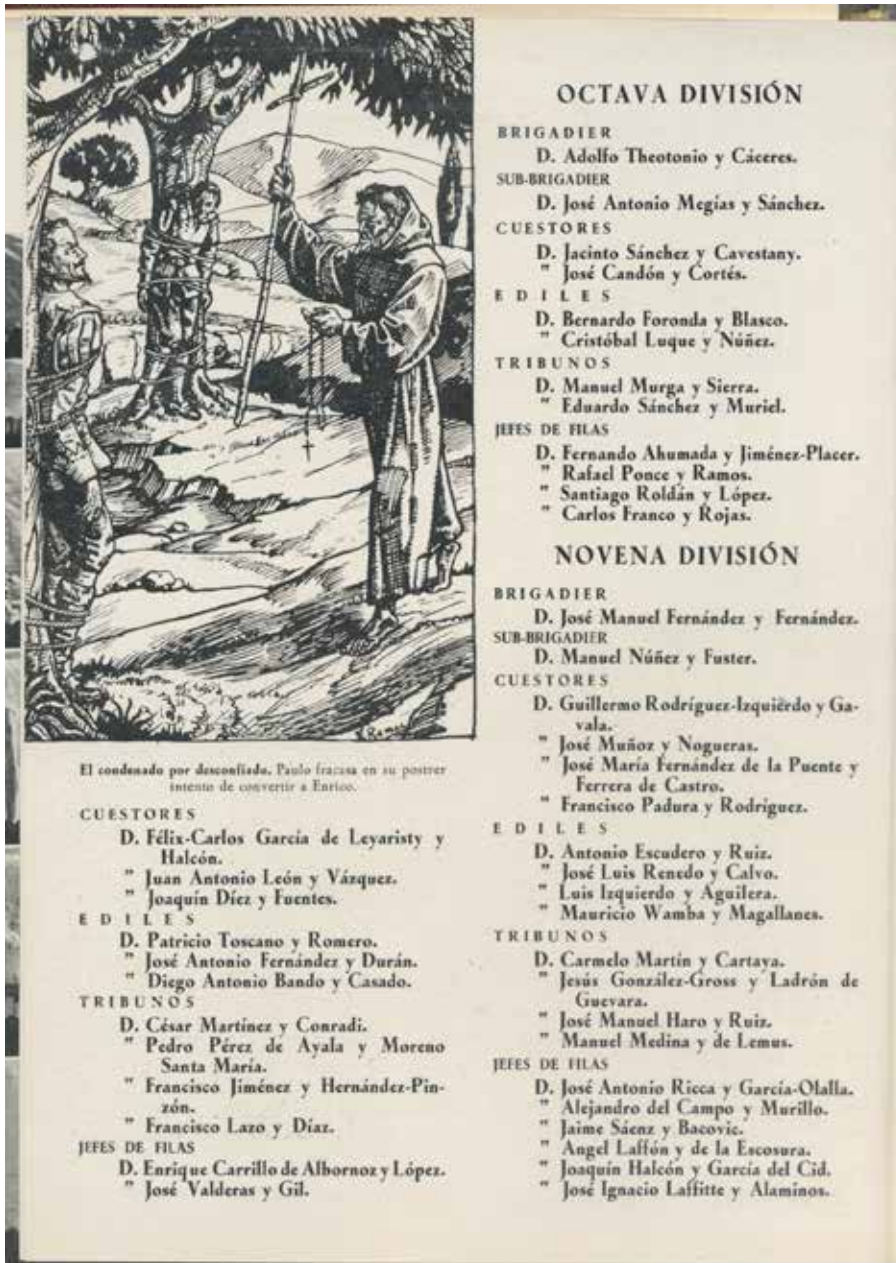 Ramos
El condenado por desconfiado. Paulo fracasa en su postrer
intento de convertir a Enrico.
CUESTORES
D. Félix-Carlos García de Leyaristy y
Halcón.
" Juan Antonio León y Vázquez.
" Joaquín Díez y Fuentes.
EDILES
D. Patricio Toscano y Romero.
" José Antonio Fernández y Durán.
" Diego Antonio Bando y Casado.
TRIBUNOS
D. César Martínez y Conradi.
" Pedro Pérez de Ayala y Moreno
Santa María.
" Francisco Jiménez y Hernández-Pin-
zón.
" Francisco Lazo y Díaz.
JEFES DE FILAS
D. Enrique Carrillo de Albornoz y López.
" José Valderas y Gil.
OCTAVA DIVISIÓN
BRIGADIER
D. Adolfo Theotonio y Cáceres.
SUB-BRIGADIER
D. José Antonio Megías y Sánchez.
CUESTORES
D. Jacinto Sánchez y Cavestany.
" José Candón y Cortés.
EDILES
D. Bernardo Foronda y Blasco.
" Cristóbal Luque y Núñez.
TRIBUNOS
D. Manuel Murga y Sierra.
" Eduardo Sánchez y Muriel.
JEFES DE FILAS
D. Fernando Ahumada y Jiménez-Placer.
" Rafael Ponce y Ramos.
" Santiago Roldán y López.
" Carlos Franco y Rojas.
NOVENA DIVISIÓN
BRIGADIER
D. José Manuel Fernández y Fernández.
SUB-BRIGADIER
D. Manuel Núñez y Fuster.
CUESTORES
D. Guillermo Rodríguez-Izquierdo y Ga-
vala.
" José Muñoz y Nogueras.
" José María Fernández de la Puente y
Ferrera de Castro.
" Francisco Padura y Rodríguez.
EDILES
D. Antonio Escudero y Ruiz.
" José Luis Renedo y Calvo.
" Luis Izquierdo y Aguilera.
" Mauricio Wamba y Magallanes.
TRIBUNOS
D. Carmelo Martín y Cartaya.
" Jesús González-Gross y Ladrón de
Guevara.
" José Manuel Haro y Ruiz.
" Manuel Medina y de Lemus.
JEFES DE FILAS
D. José Antonio Ricca y García-Olalla.
" Alejandro del Campo y Murillo.
" Jaime Sáenz y Bacovic.
" Angel Laffón y de la Escosura.
" Joaquín Halcón y García del Cid.
" José Ignacio Laffitte y Alaminos.